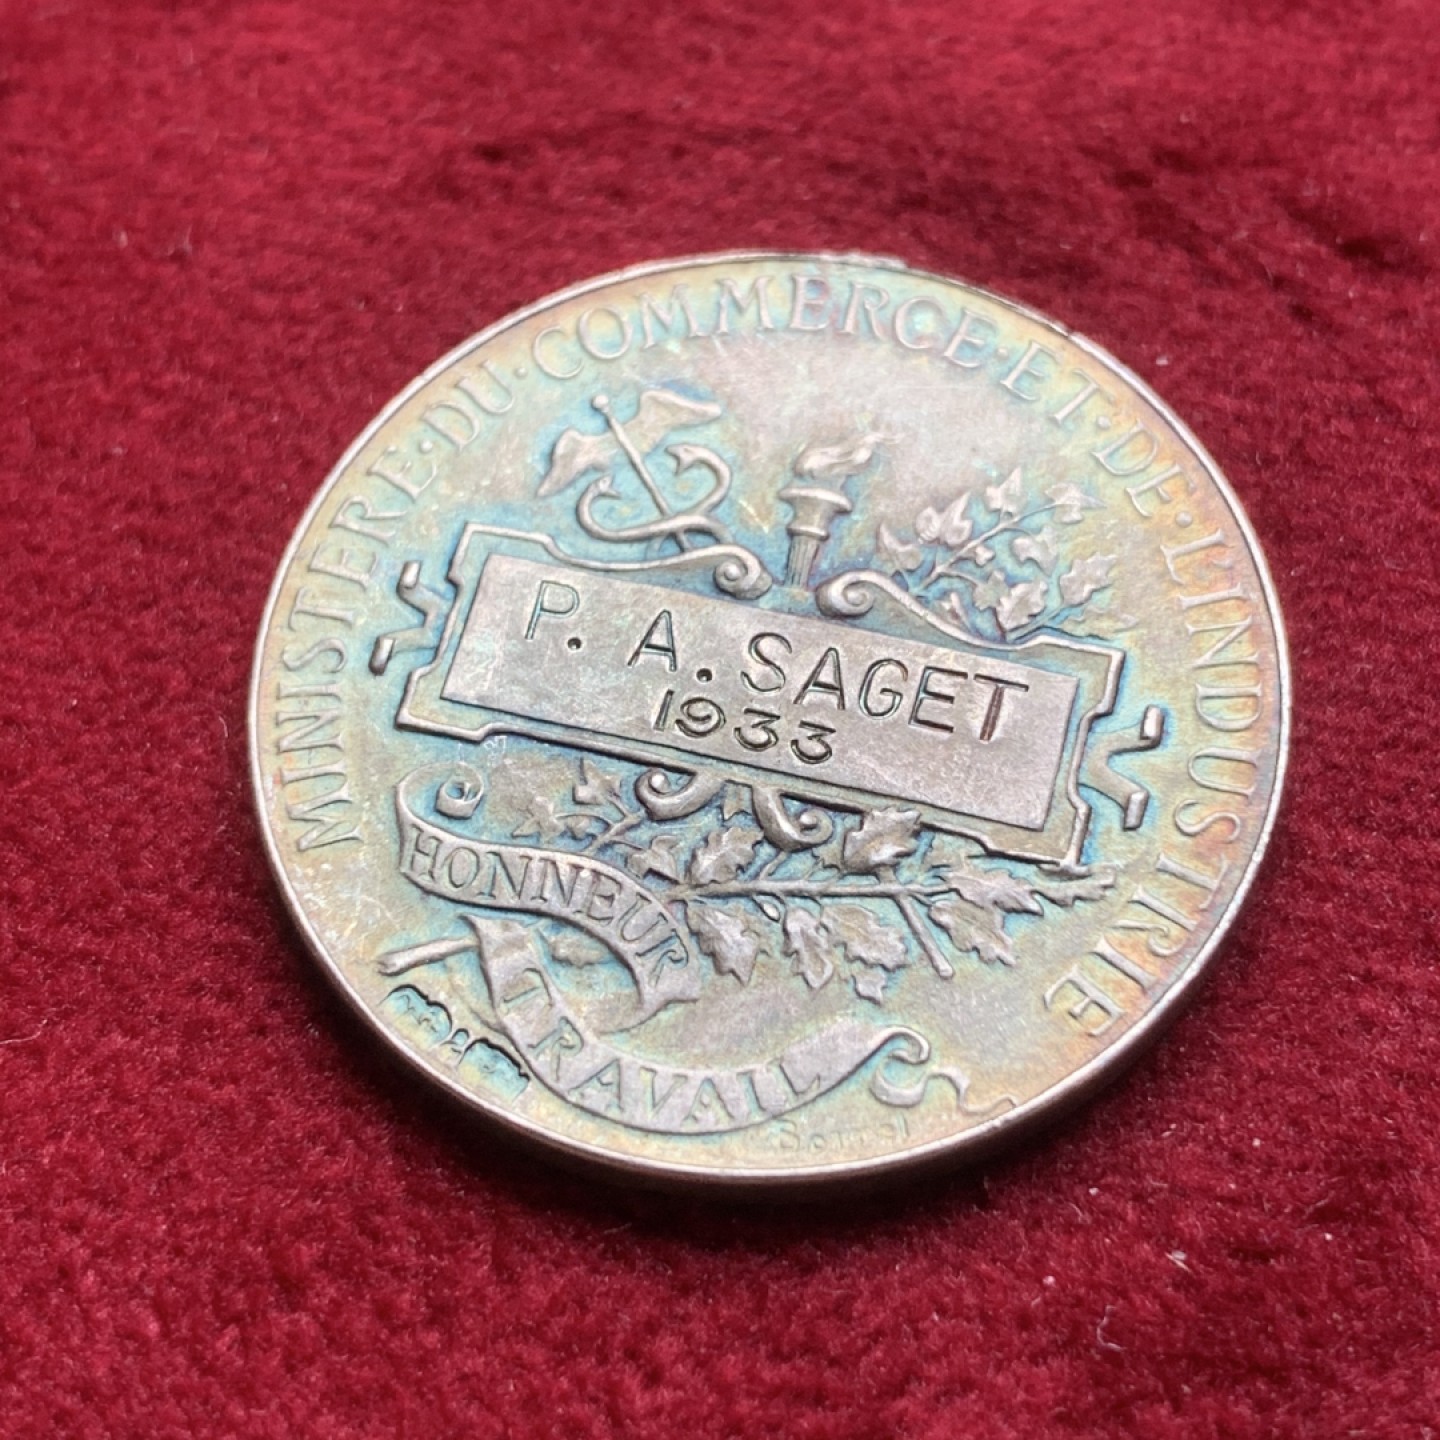 MINISTERE·DU·COMMERCE·ET·DE·L'INDUSTRIE
P. A. SAGET
1933
HONNEUR
TRAVAIL